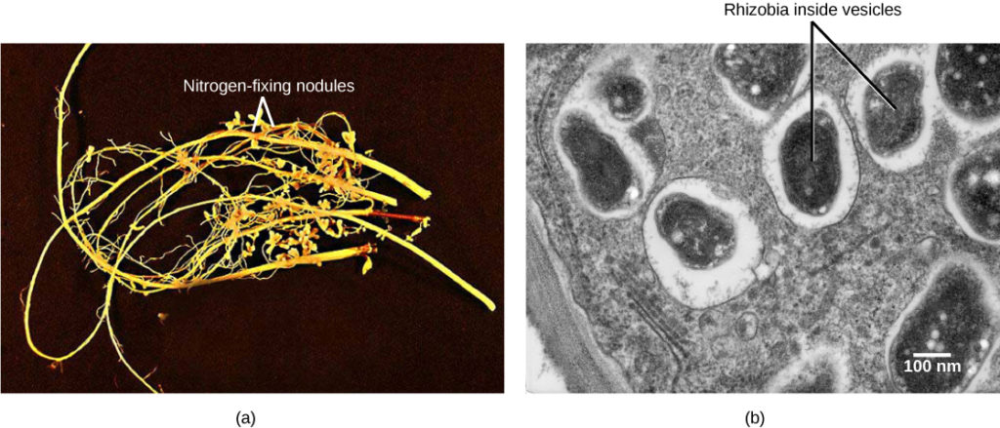 Rhizobia inside vesicles
Nitrogen-fixing nodules
100 nm
(a)
(b)